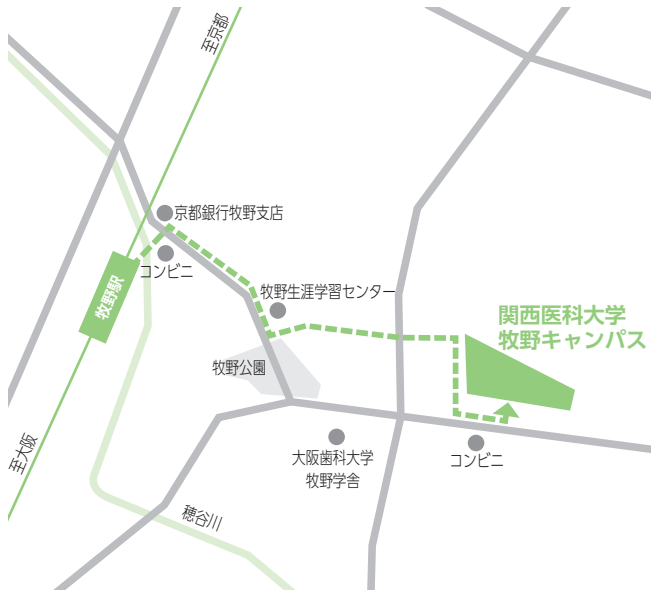 至京都
京都銀行牧野支店
コンビニ
牧野駅
牧野生涯学習センター
関西医科大学
牧野キャンパス
牧野公園
至大阪
大阪歯科大学
牧野学舎
コンビニ
穂谷川